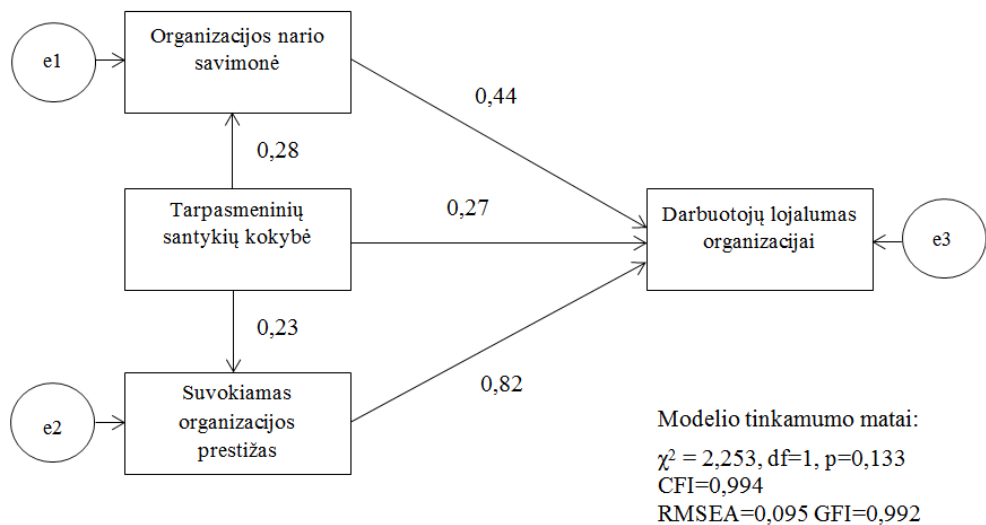 Organizacijos nario
savimonė
e1
0,44
0,28
Tarpasmeninių
santykių kokybė
0,27
Darbuotojų lojalumas
organizacijai
e3
0,23
Suvokiamas
organizacijos
prestižas
e2
0,82
Modelio tinkamumo matai:
χ² = 2,253, df=1, p=0,133
CFI=0,994
RMSEA=0,095 GFI=0,992